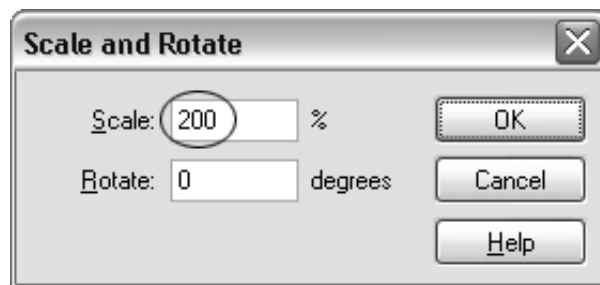 Scale and Rotate
Scale: 200 % OK
Rotate: 0 degrees Cancel
Help